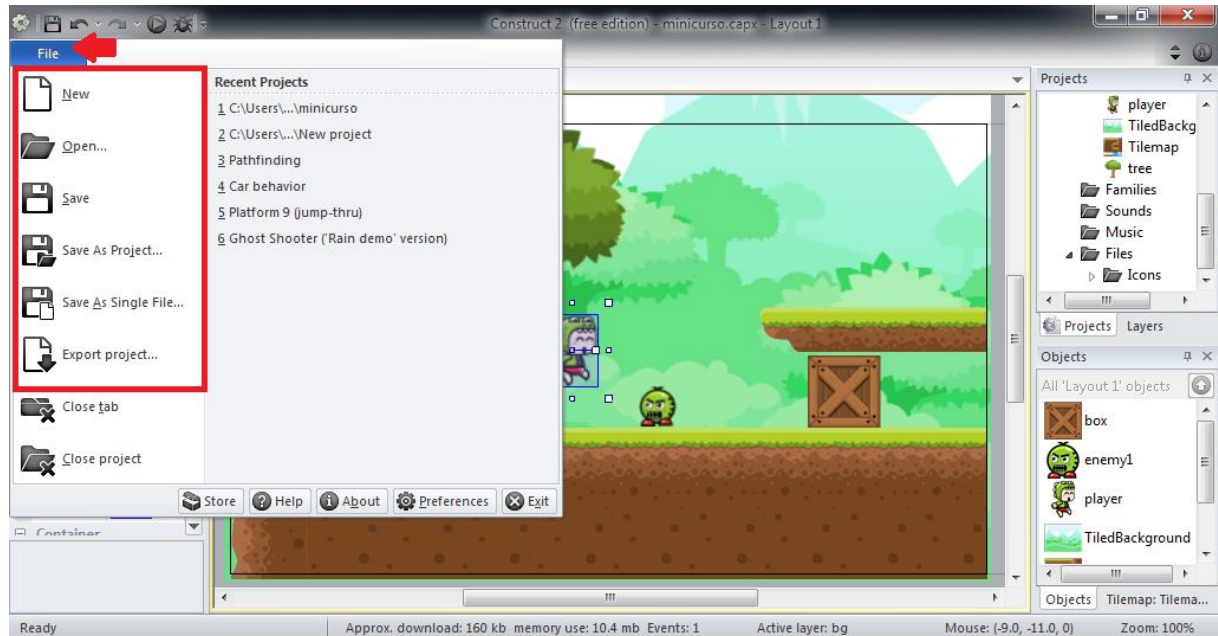 Construct 2 (free edition) - minicurso.capx - Layout 1
File
New
Open...
Save
Save As Project...
Save As Single File...
Export project...
Close tab
Close project
Recent Projects
1 C:\Users\...\minicurso
2 C:\Users\...\New project
3 Pathfinding
4 Car behavior
5 Platform 9 (jump-thru)
6 Ghost Shooter ('Rain demo' version)
Store Help About Preferences Exit
Container
Projects
player
TiledBackg
Tilemap
tree
Families
Sounds
Music
Files
Icons
Projects Layers
Objects
All 'Layout 1' objects
box
enemy1
player
TiledBackground
Objects Tilemap: Tilema...
Ready Approx. download: 160 kb memory use: 10.4 mb Events: 1 Active layer: bg Mouse: (-9.0, -11.0, 0) Zoom: 100%